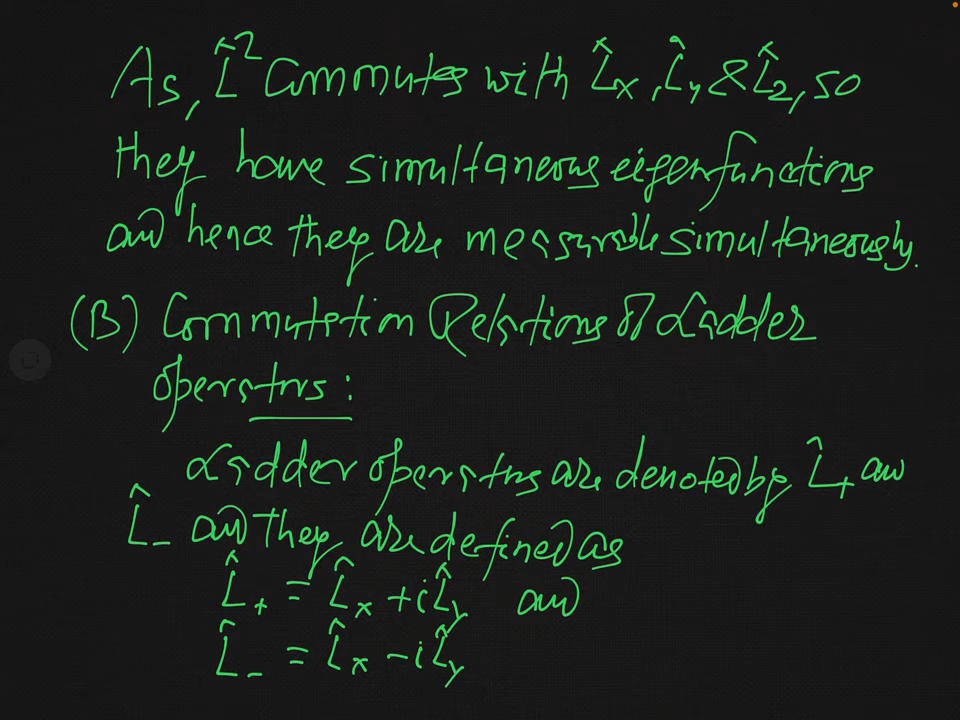 As, L̂² Commutes with L̂x, L̂y & L̂z, so
they have simultaneous eigenfunctions
and hence they are measurable simultaneously.
(B) Commutation Relations of Ladder
operators:
Ladder operators are denoted by L̂+ and
L̂- and they are defined as
L̂+ = L̂x + iL̂y and
L̂- = L̂x - iL̂y